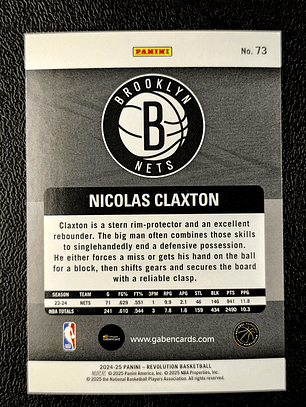 PANINI
No. 73
BROOKLYN
B
NETS
NICOLAS CLAXTON
Claxton is a stern rim-protector and an excellent
rebounder. The big man often combines those skills
to singlehandedly end a defensive possession.
He either forces a miss or gets his hand on the ball
for a block, then shifts gears and secures the board
with a reliable clasp.
SEASON TEAM G FG% FT% 3PM RPG APG STL BLK PTS PPG
23-24 NETS 71 .629 .551 1 9.9 2.1 46 146 841 11.8
NBA TOTALS 241 .610 .544 3 7.8 1.6 159 434 2490 10.3
www.gabencards.com
2024-25 PANINI – REVOLUTION BASKETBALL
© 2025 Panini America, Inc. © 2025 NBA Properties, Inc.
© 2025 the National Basketball Players Association. All rights reserved.